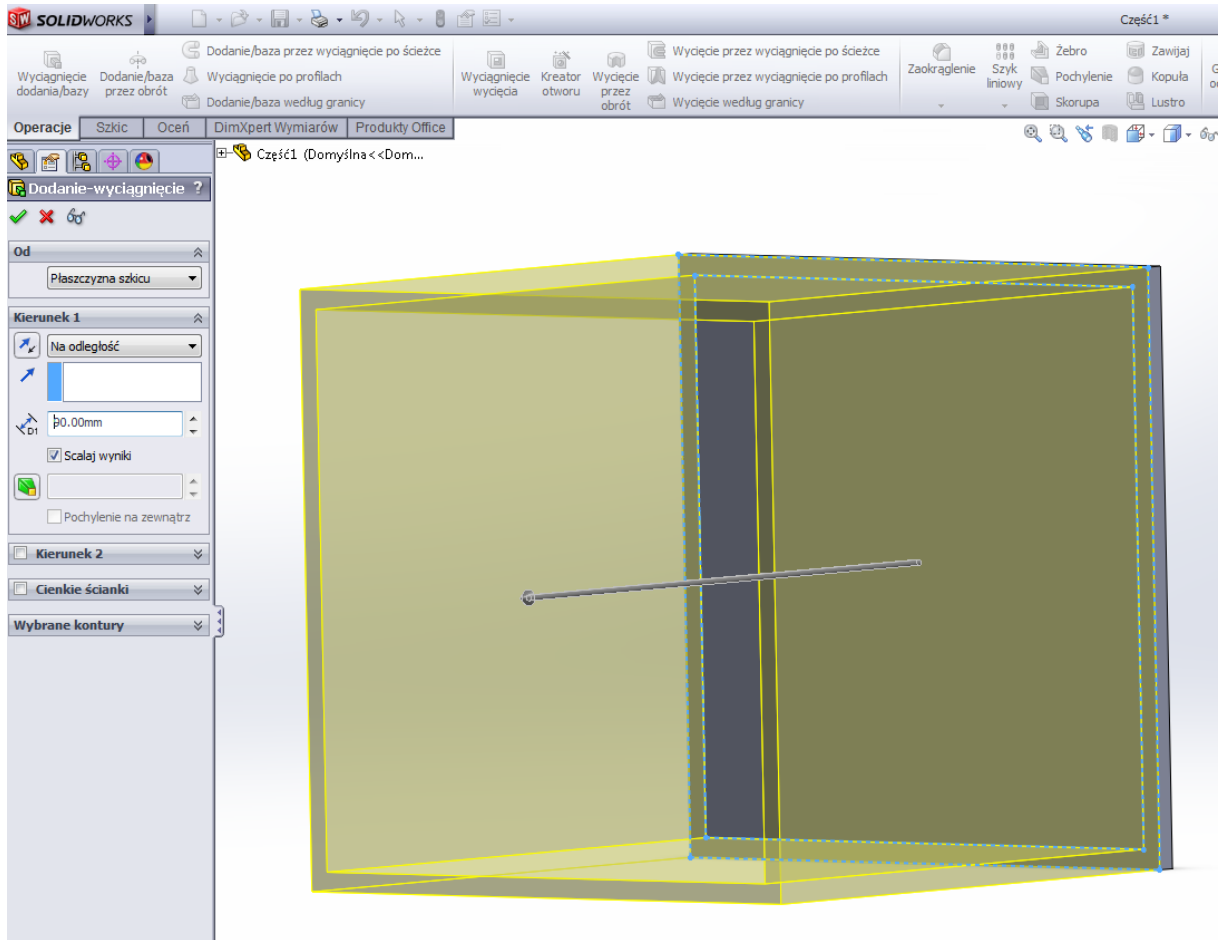 SW SOLIDWORKS
Część1 *
Wyciągnięcie dodania/bazy
Dodanie/baza przez obrót
Dodanie/baza przez wyciągnięcie po ścieżce
Wyciągnięcie po profilach
Dodanie/baza według granicy
Wyciągnięcie wycięcia
Kreator otworu
Wycięcie przez obrót
Wycięcie przez wyciągnięcie po ścieżce
Wycięcie przez wyciągnięcie po profilach
Wycięcie według granicy
Zaokrąglenie
Szyk liniowy
Żebro
Pochylenie
Skorupa
Zawijaj
Kopuła
Lustro
Operacje Szkic Oceń DimXpert Wymiarów Produkty Office
Część1 (Domyślna<<Dom...
Dodanie-wyciągnięcie ?
Od
Płaszczyzna szkicu
Kierunek 1
Na odległość
D1
0.00mm
Scalaj wyniki
Pochylenie na zewnątrz
Kierunek 2
Cienkie ścianki
Wybrane kontury